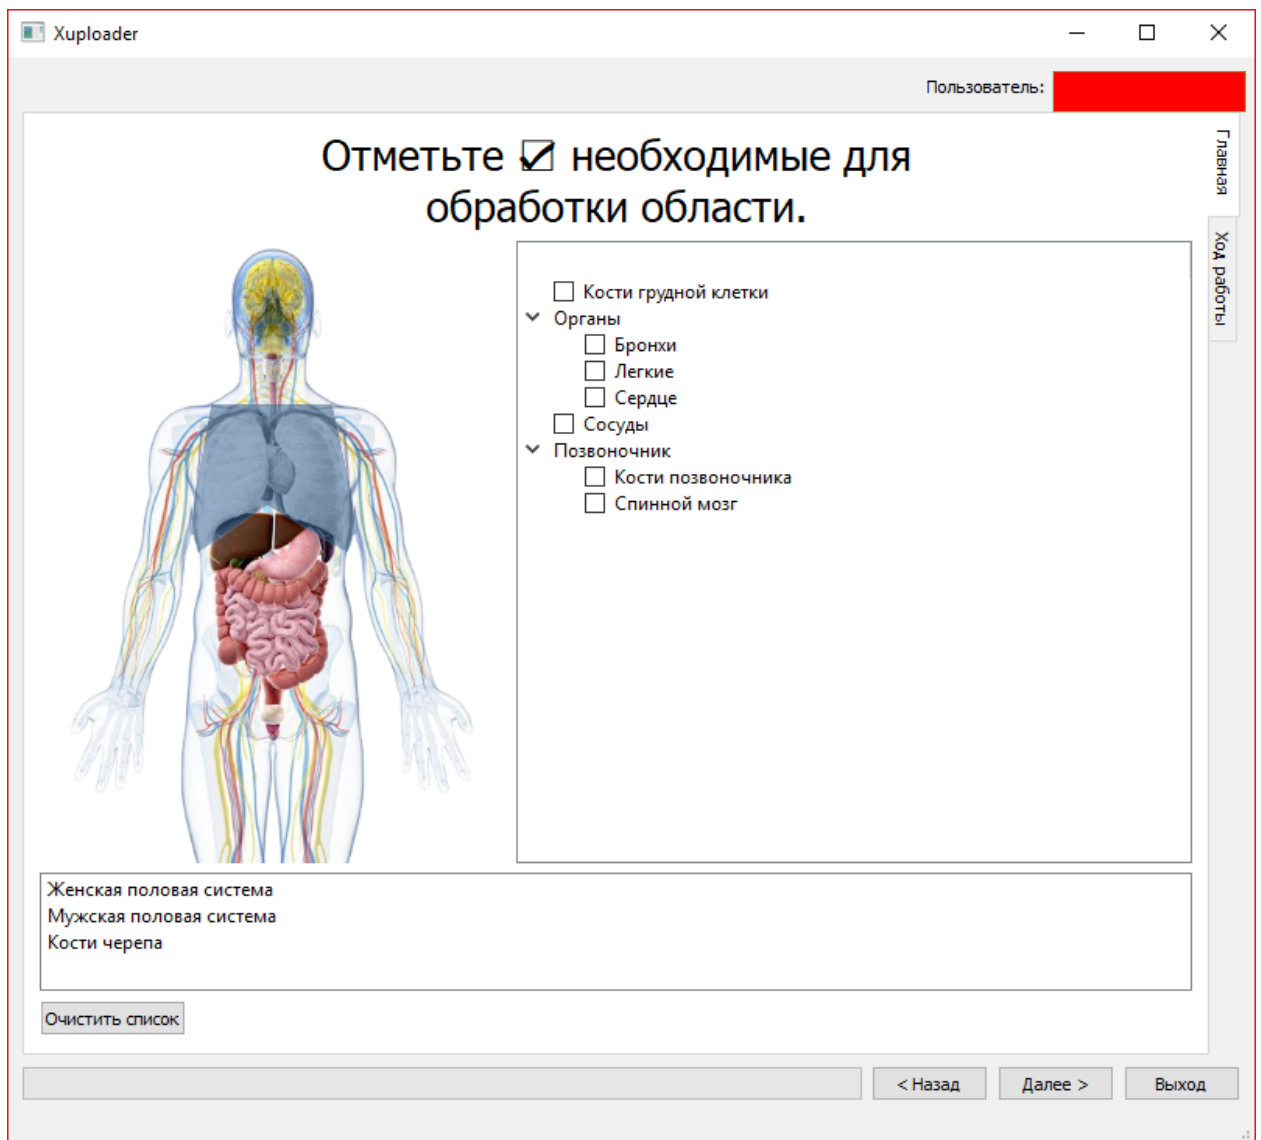 Xuploader
Пользователь:
Отметьте необходимые для
обработки области.
Главная
Ход работы
Кости грудной клетки
Органы
Бронхи
Легкие
Сердце
Сосуды
Позвоночник
Кости позвоночника
Спинной мозг
Женская половая система
Мужская половая система
Кости черепа
Очистить список
< Назад
Далее >
Выход